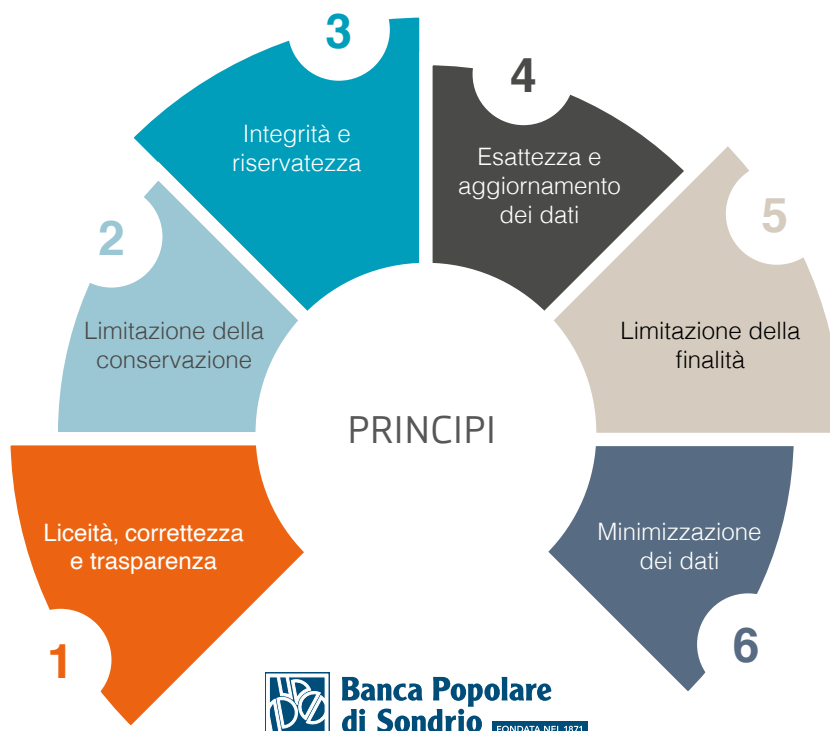 1
Liceità, correttezza
e trasparenza
2
Limitazione della
conservazione
3
Integrità e
riservatezza
4
Esattezza e
aggiornamento
dei dati
5
Limitazione della
finalità
6
Minimizzazione
dei dati
PRINCIPI
Banca Popolare
di Sondrio FONDATA NEL 1871